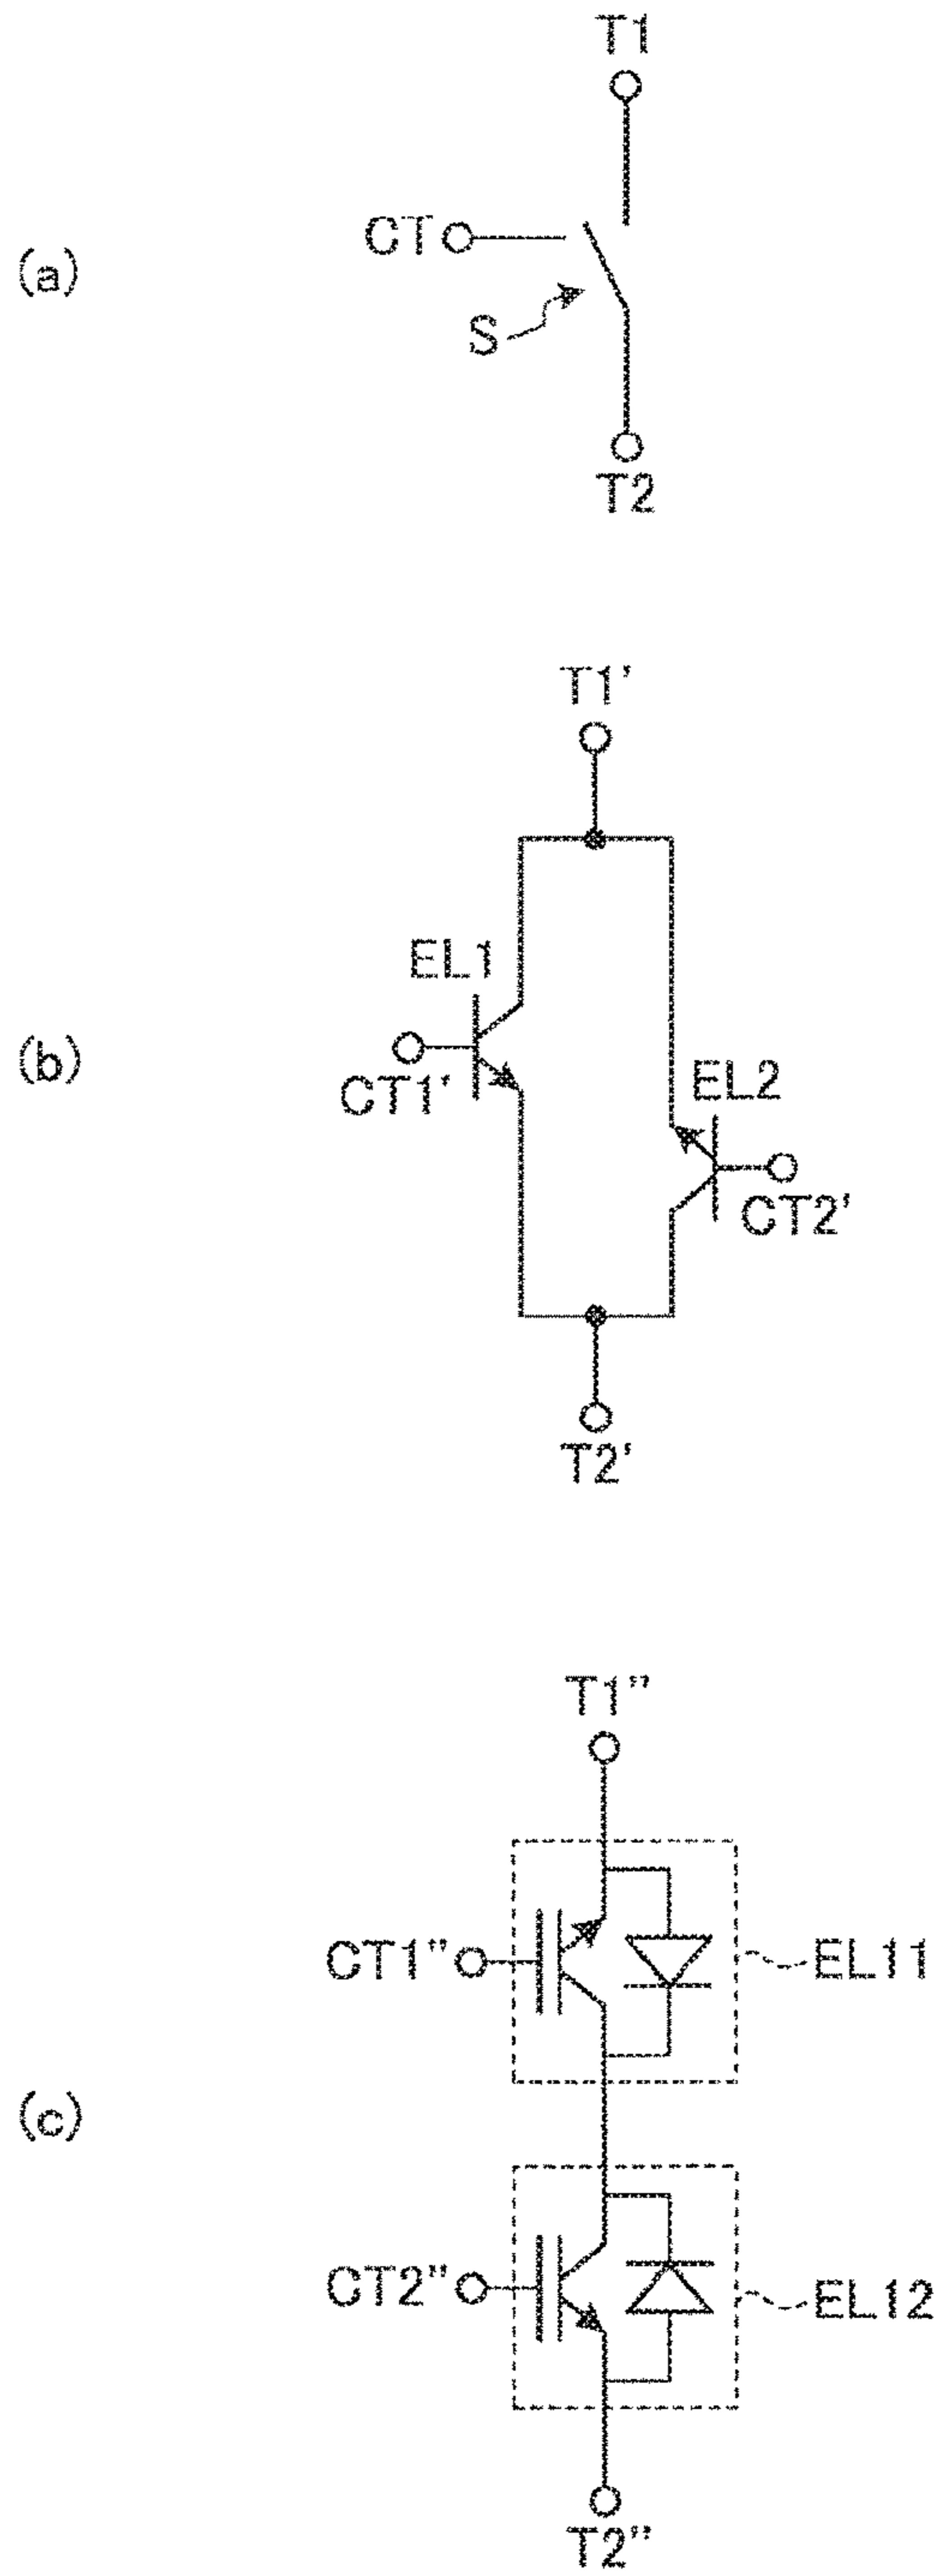 T1
CT
(a)
S
T2
T1'
EL1
(b)
CT1'
EL2
CT2'
T2'
T1”
CT1”
EL11
(c)
CT2”
EL12
T2”